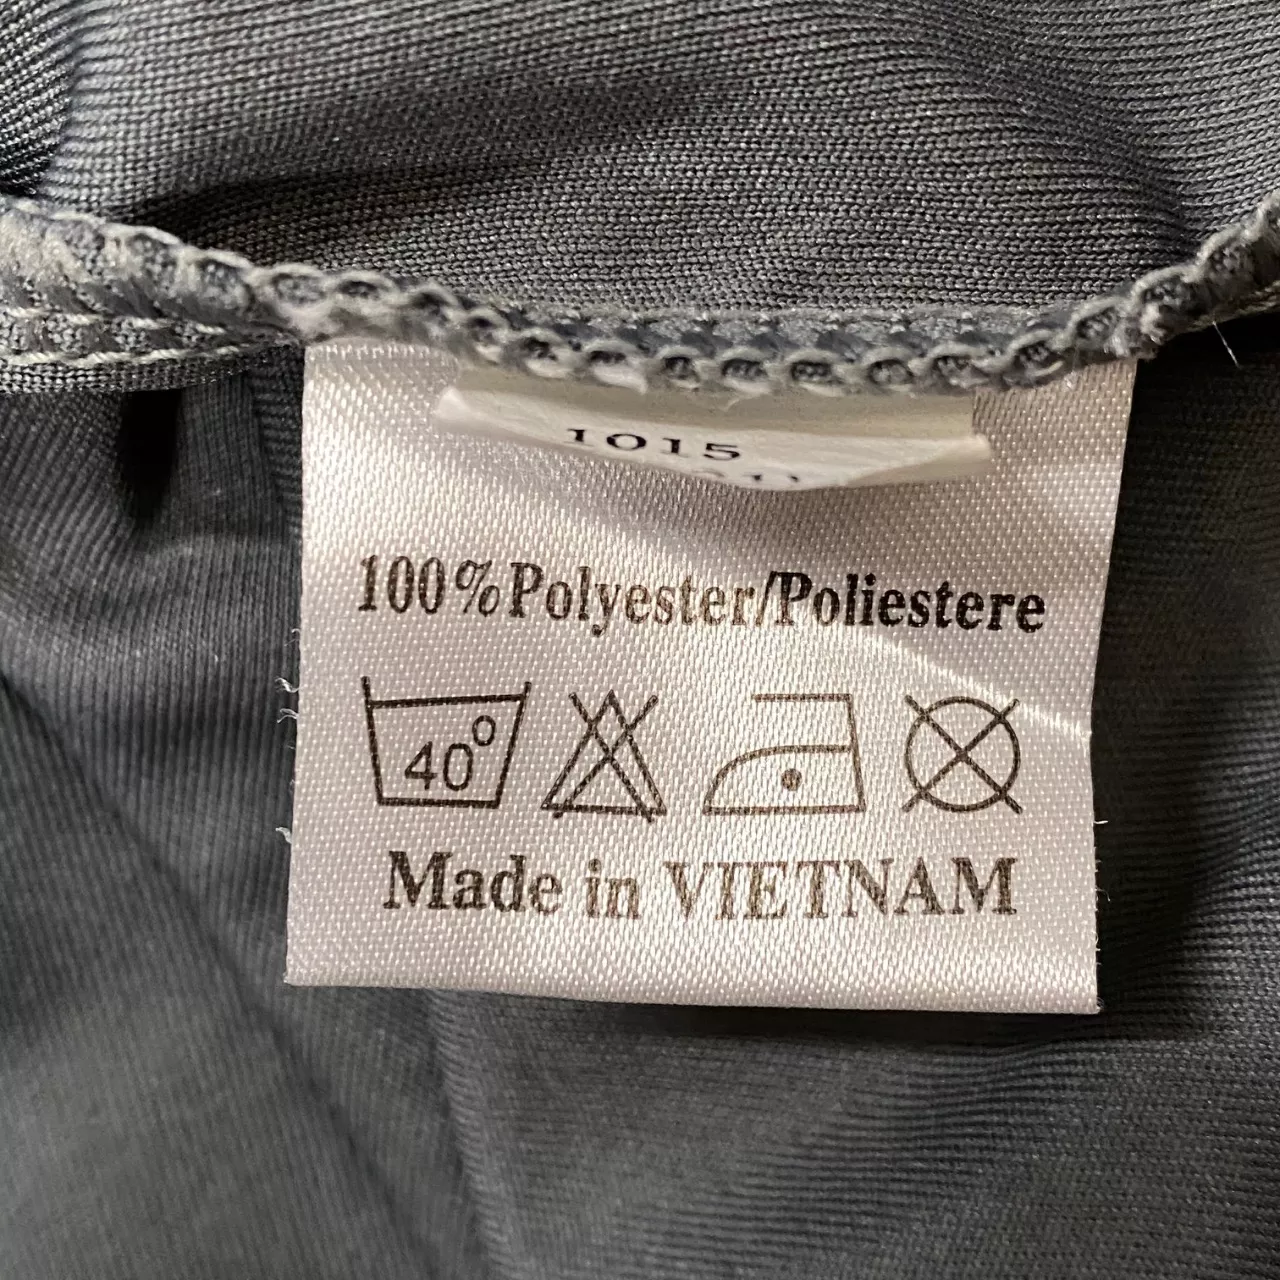 1015
100%Polyester/Poliestere
40°
Made in VIETNAM